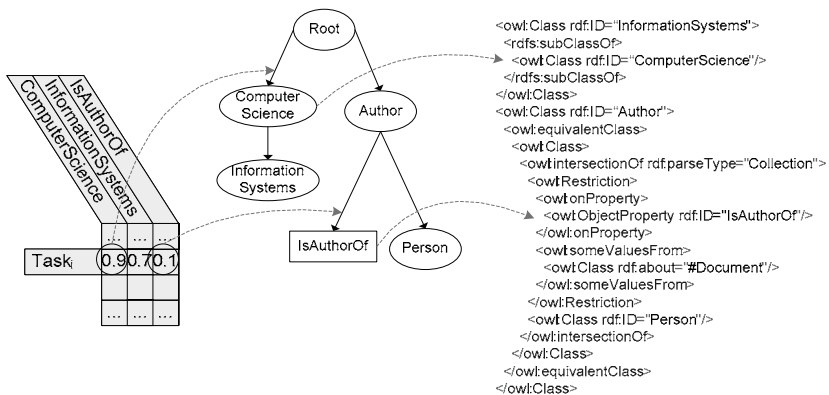 ComputerScience
InformationSystems
IsAuthorOf
... ... ...
Taskj 0.9 0.7 0.1
... ... ...
Root
Computer
Science
Author
Information
Systems
IsAuthorOf
Person
<owl:Class rdf:ID="InformationSystems">
<rdfs:subClassOf>
<owl:Class rdf:ID="ComputerScience"/>
</rdfs:subClassOf>
</owl:Class>
<owl:Class rdf:ID="Author">
<owl:equivalentClass>
<owl:Class>
<owl:intersectionOf rdf:parseType="Collection">
<owl:Restriction>
<owl:onProperty>
<owl:ObjectProperty rdf:ID="IsAuthorOf"/>
</owl:onProperty>
<owl:someValuesFrom>
<owl:Class rdf:about="#Document"/>
</owl:someValuesFrom>
</owl:Restriction>
<owl:Class rdf:ID="Person"/>
</owl:intersectionOf>
</owl:Class>
</owl:equivalentClass>
</owl:Class>